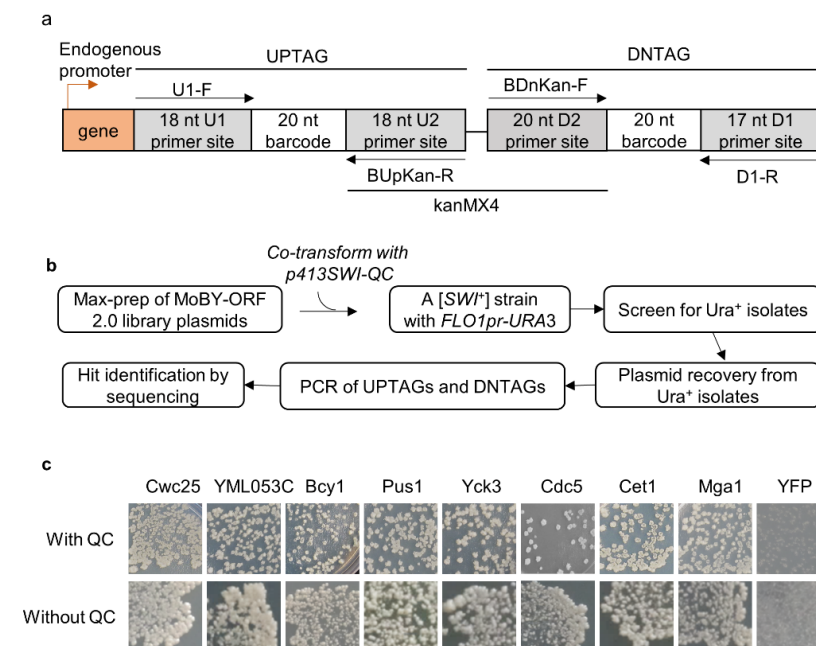 a
Endogenous
promoter
UPTAG
DNTAG
U1-F
BDnKan-F
gene
18 nt U1
primer site
20 nt
barcode
18 nt U2
primer site
20 nt D2
primer site
20 nt
barcode
17 nt D1
primer site
BUpKan-R
D1-R
kanMX4
b
Co-transform with
p413SWI-QC
Max-prep of MoBY-ORF
2.0 library plasmids
A [SWI⁺] strain
with FLO1pr-URA3
Screen for Ura⁺ isolates
Hit identification by
sequencing
PCR of UPTAGs and DNTAGs
Plasmid recovery from
Ura⁺ isolates
c
Cwc25 YML053C Bcy1 Pus1 Yck3 Cdc5 Cet1 Mga1 YFP
With QC
Without QC